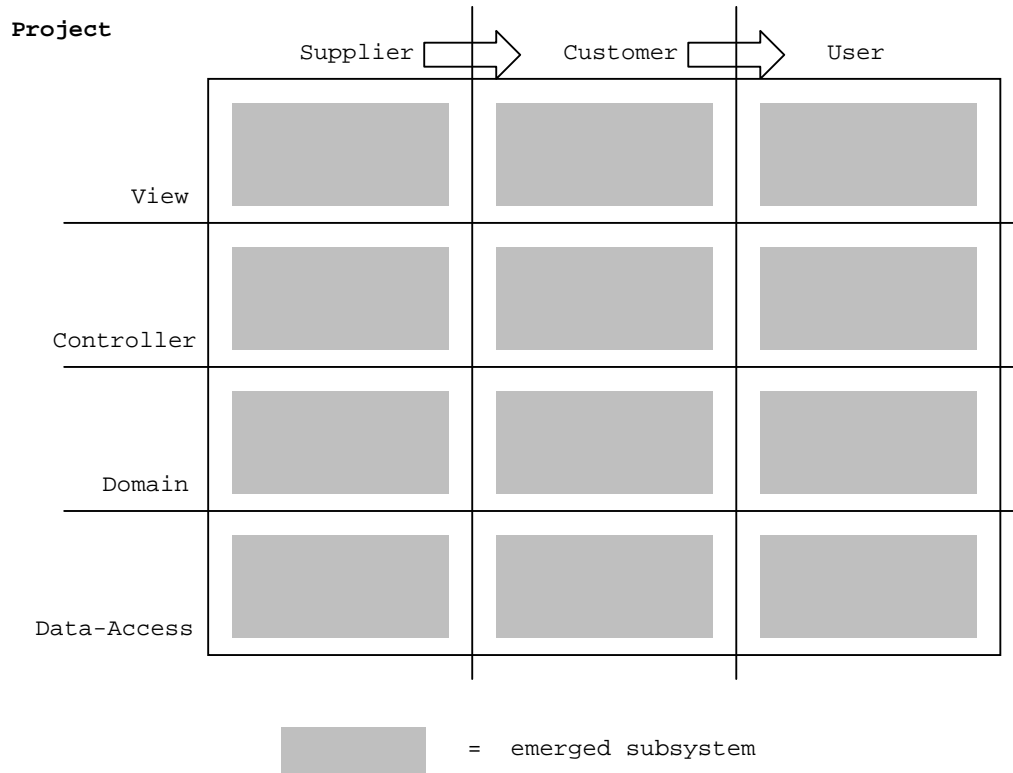 Project
Supplier Customer User
View
Controller
Domain
Data-Access
= emerged subsystem